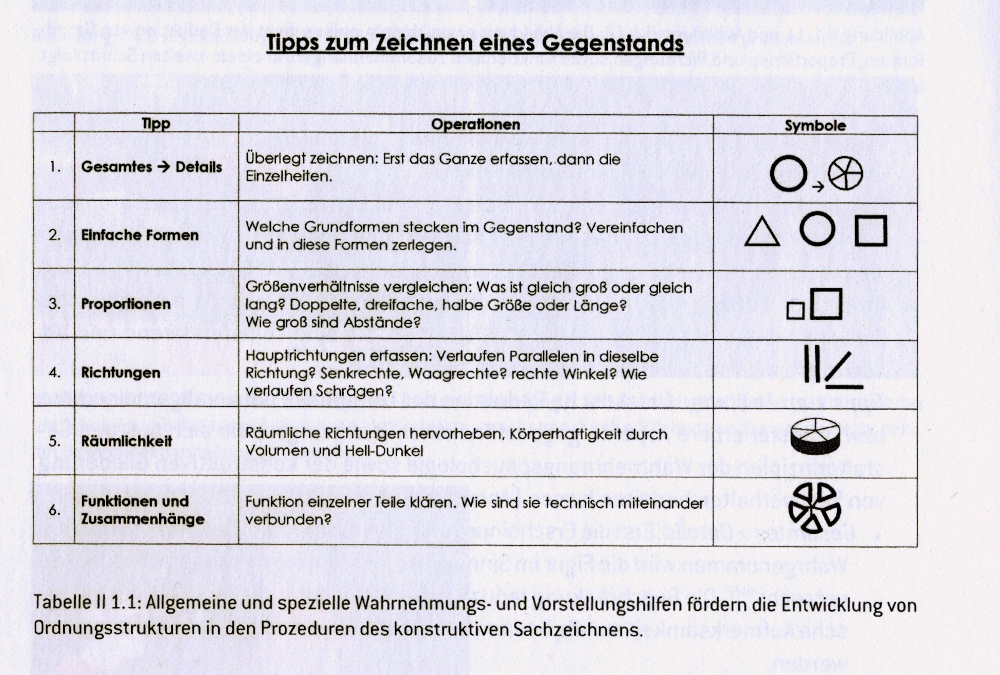 Tipps zum Zeichnen eines Gegenstands
Tipp Operationen Symbole
1. Gesamtes → Details
Überlegt zeichnen: Erst das Ganze erfassen, dann die
Einzelheiten.
2. Einfache Formen
Welche Grundformen stecken im Gegenstand? Vereinfachen
und in diese Formen zerlegen.
3. Proportionen
Größenverhältnisse vergleichen: Was ist gleich groß oder gleich
lang? Doppelte, dreifache, halbe Größe oder Länge?
Wie groß sind Abstände?
4. Richtungen
Hauptrichtungen erfassen: Verlaufen Parallelen in dieselbe
Richtung? Senkrechte, Waagrechte? rechte Winkel? Wie
verlaufen Schrägen?
5. Räumlichkeit
Räumliche Richtungen hervorheben, Körperhaftigkeit durch
Volumen und Hell-Dunkel
6. Funktionen und
Zusammenhänge
Funktion einzelner Teile klären. Wie sind sie technisch miteinander
verbunden?
Tabelle II 1.1: Allgemeine und spezielle Wahrnehmungs- und Vorstellungshilfen fördern die Entwicklung von
Ordnungsstrukturen in den Prozeduren des konstruktiven Sachzeichnens.